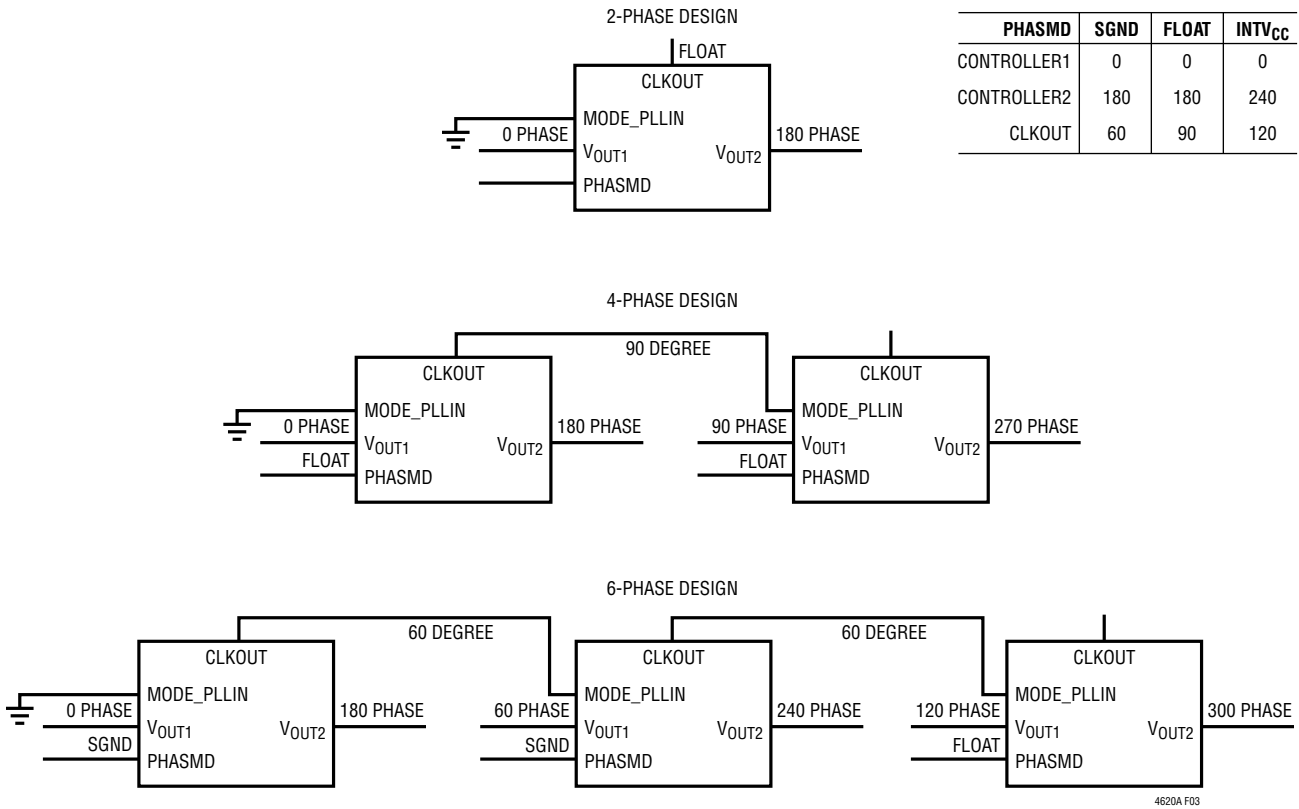 2-PHASE DESIGN
FLOAT
CLKOUT
MODE_PLLIN
0 PHASE
180 PHASE
VOUT1
VOUT2
PHASMD
PHASMD SGND FLOAT INTVCC
CONTROLLER1 0 0 0
CONTROLLER2 180 180 240
CLKOUT 60 90 120
4-PHASE DESIGN
90 DEGREE
CLKOUT
MODE_PLLIN
0 PHASE
180 PHASE
VOUT1
VOUT2
FLOAT
PHASMD
CLKOUT
MODE_PLLIN
90 PHASE
270 PHASE
VOUT1
VOUT2
FLOAT
PHASMD
6-PHASE DESIGN
60 DEGREE
60 DEGREE
CLKOUT
MODE_PLLIN
0 PHASE
180 PHASE
VOUT1
VOUT2
SGND
PHASMD
CLKOUT
MODE_PLLIN
60 PHASE
240 PHASE
VOUT1
VOUT2
SGND
PHASMD
CLKOUT
MODE_PLLIN
120 PHASE
300 PHASE
VOUT1
VOUT2
FLOAT
PHASMD
4620A F03